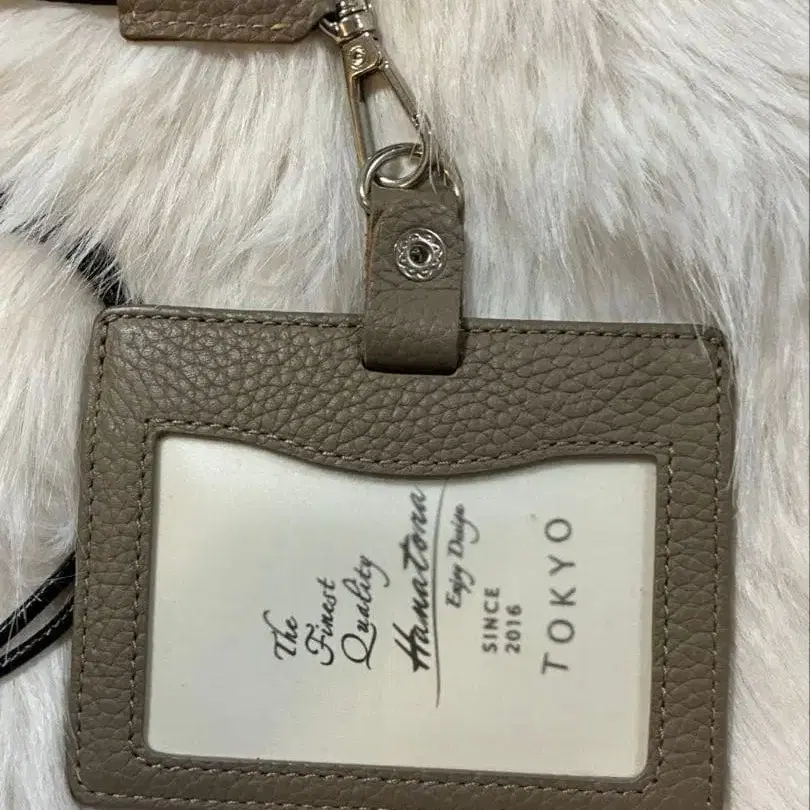 The
Finest
Quality
Hanatora
Enjoy Design
SINCE
2016
TOKYO